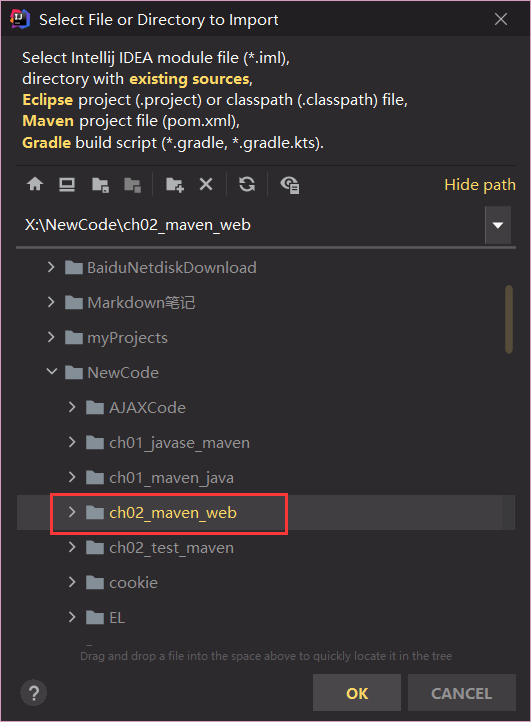 Select File or Directory to Import
Select Intellij IDEA module file (*.iml),
directory with existing sources,
Eclipse project (.project) or classpath (.classpath) file,
Maven project file (pom.xml),
Gradle build script (*.gradle, *.gradle.kts).
Hide path
X:\NewCode\ch02_maven_web
BaiduNetdiskDownload
Markdown笔记
myProjects
NewCode
AJAXCode
ch01_javase_maven
ch01_maven_java
ch02_maven_web
ch02_test_maven
cookie
EL
Drag and drop a file into the space above to quickly locate it in the tree
? OK CANCEL